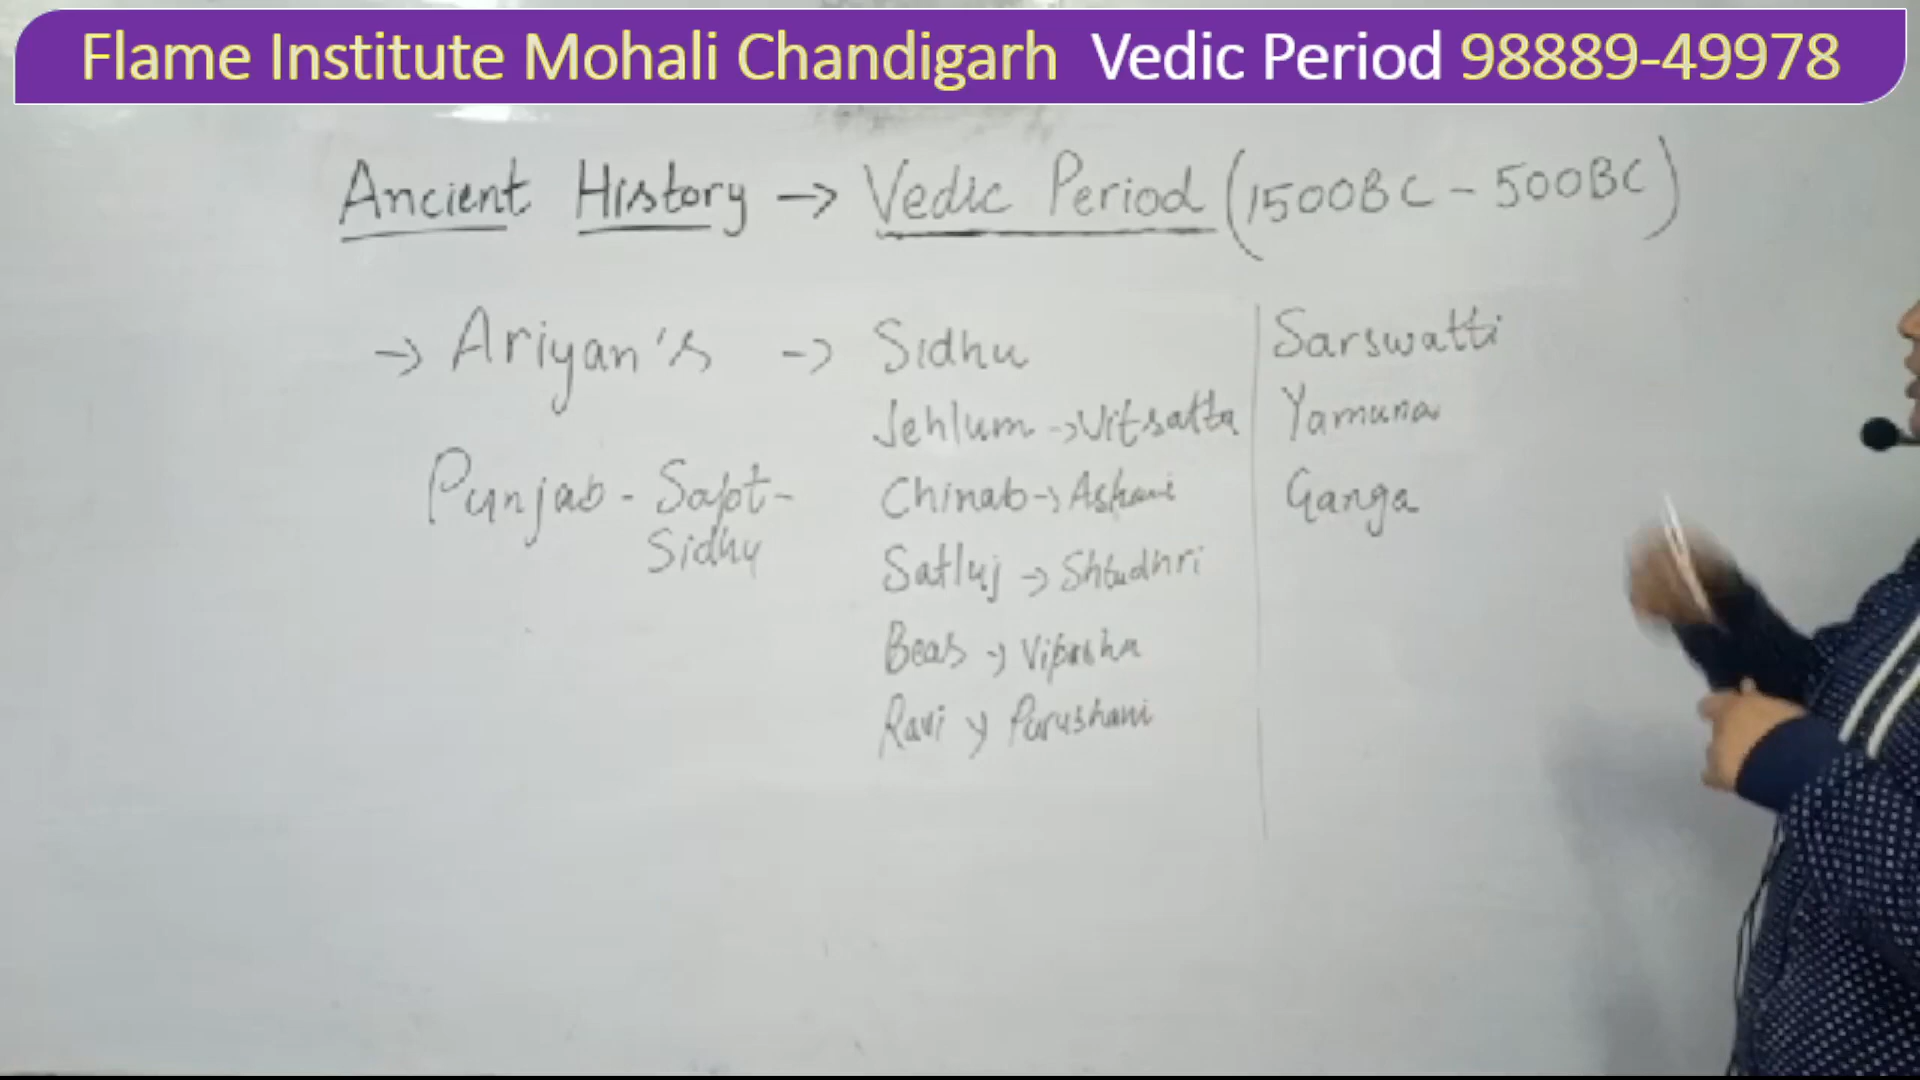 Flame Institute Mohali Chandigarh Vedic Period 98889-49978
Ancient History → Vedic Period (1500BC - 500BC)
→ Ariyan's → Sidhu
Jehlum → Vitsatta
Punjab - Sapt-
Sidhu
Chinab → Askani
Satluj → Shtudhri
Beas → Vipasha
Ravi → Parushani
Sarswatti
Yamuna
Ganga